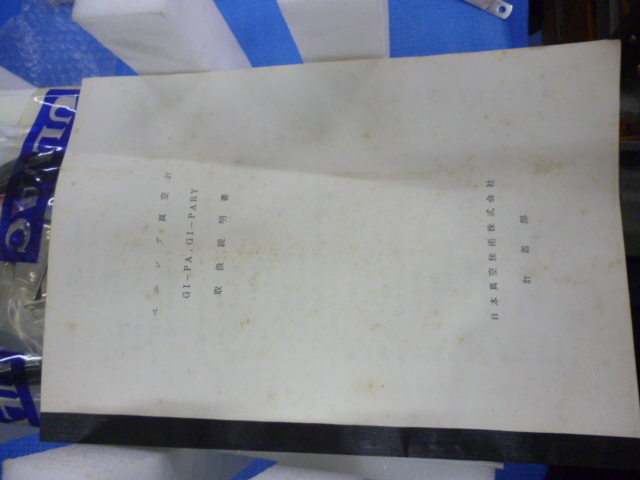 ペニング真空計
GI-PA, GI-PARY
取扱説明書
日本真空技術株式会社
計器部